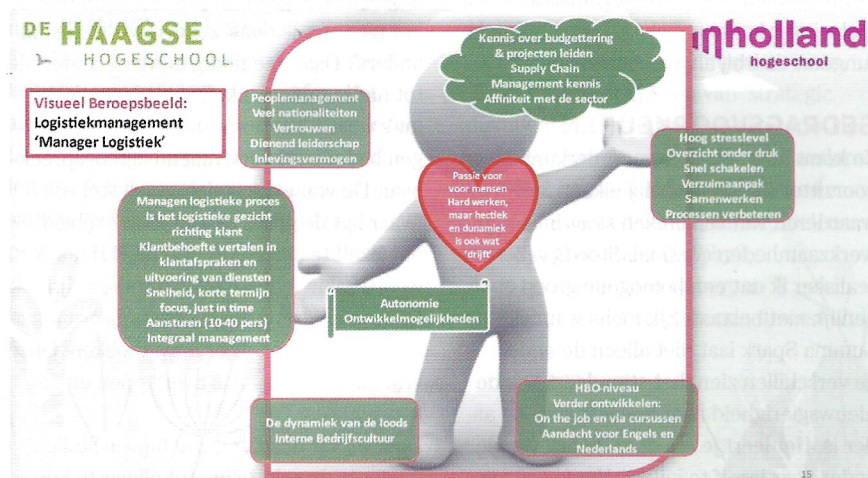 DE HAAGSE
HOGESCHOOL
inholland
hogeschool
Visueel Beroepsbeeld:
Logistiekmanagement
‘Manager Logistiek’
Kennis over budgettering
& projecten leiden
Supply Chain
Management kennis
Affiniteit met de sector
Peoplemanagement
Veel nationaliteiten
Vertrouwen
Dienend leiderschap
Inlevingsvermogen
Hoog stresslevel
Overzicht onder druk
Snel schakelen
Verzuimaanpak
Samenwerken
Processen verbeteren
Passie voor
voor mensen
Hard werken,
maar hectiek
en dunamiek
is ook wat
‘drijft’
Managen logistieke proces
Is het logistieke gezicht
richting klant
Klantbehoefte vertalen in
klantafspraken en
uitvoering van diensten
Snelheid, korte termijn
focus, just in time
Aansturen (10-40 pers)
Integraal management
Autonomie
Ontwikkelmogelijkheden
De dynamiek van de loods
Interne Bedrijfscultuur
HBO-niveau
Verder ontwikkelen:
On the job en via cursussen
Aandacht voor Engels en
Nederlands
15